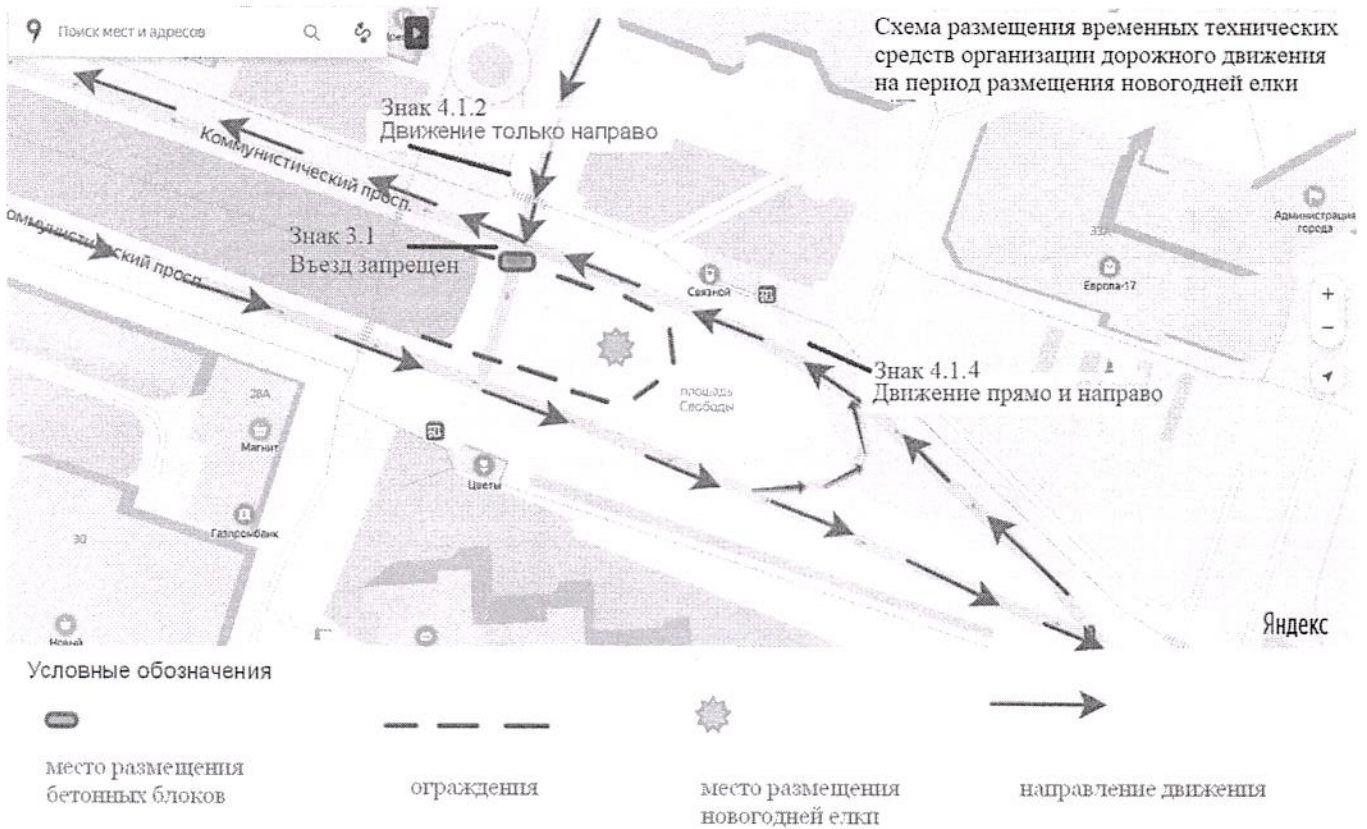 Поиск мест и адресов
Схема размещения временных технических
средств организации дорожного движения
на период размещения новогодней елки
Знак 4.1.2
Движение только направо
Коммунистический просп.
Знак 3.1
Въезд запрещен
оммунистический просп.
Администрация
города
33А
Европа-17
Связной
Знак 4.1.4
Движение прямо и направо
площадь
Свободы
28А
Магнит
Цветы
Газпромбанк
30
Новый
Яндекс
Условные обозначения
место размещения
бетонных блоков
ограждения
место размещения
новогодней елки
направление движения